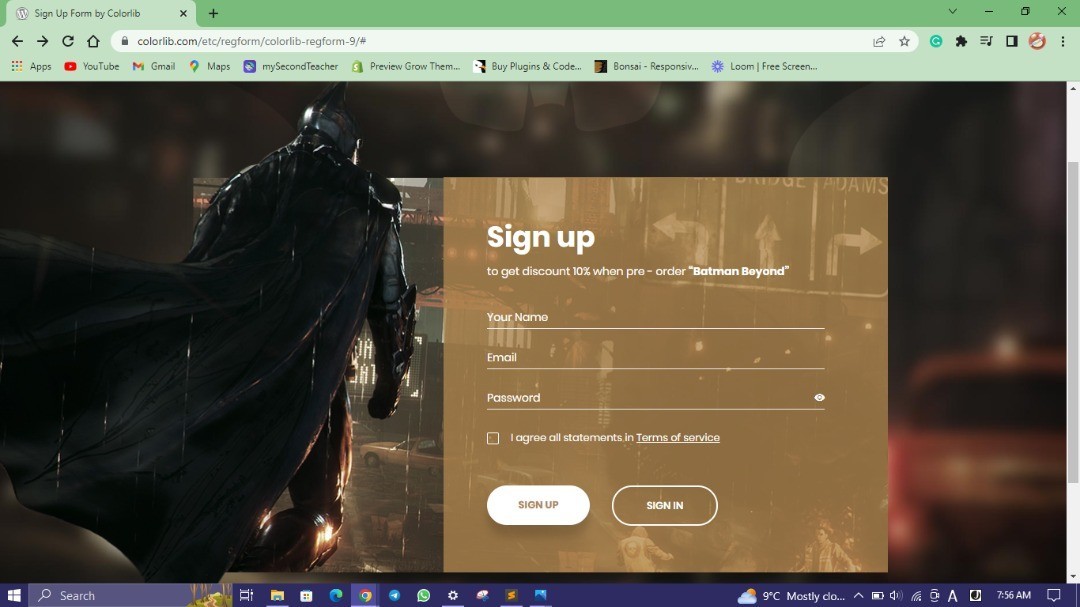 Sign Up Form by Colorlib
colorlib.com/etc/regform/colorlib-regform-9/#
Apps YouTube Gmail Maps mySecondTeacher Preview Grow Them... Buy Plugins & Code... Bonsai - Responsiv... Loom | Free Screen...
BRIDGE ADAMS
Sign up
to get discount 10% when pre - order "Batman Beyond"
Your Name
Email
Password
I agree all statements in Terms of service
SIGN UP SIGN IN
Search
9°C Mostly clo... A 7:56 AM